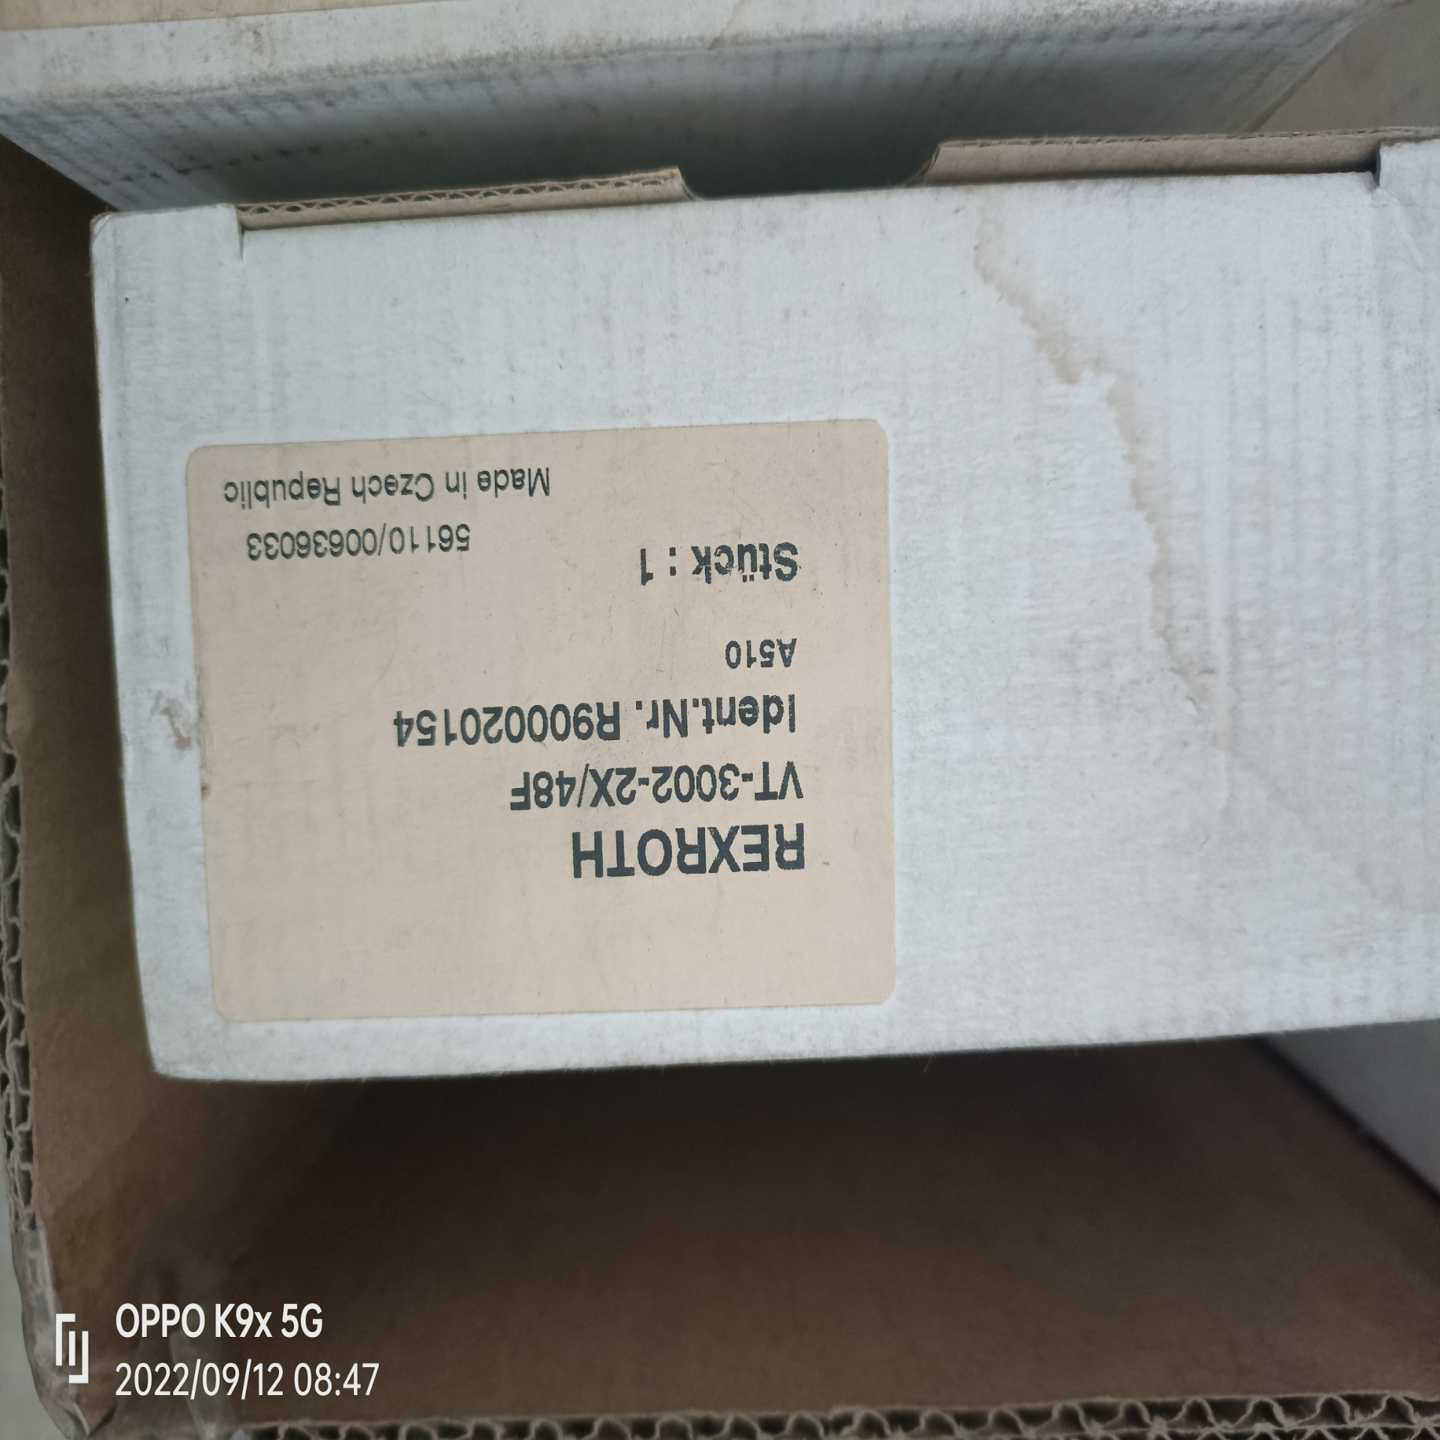 REXROTH
VT-3002-2X/48F
Ident.Nr. R900020154
A510
Stück : 1
56110/00636033
Made in Czech Republic
OPPO K9x 5G
2022/09/12 08:47